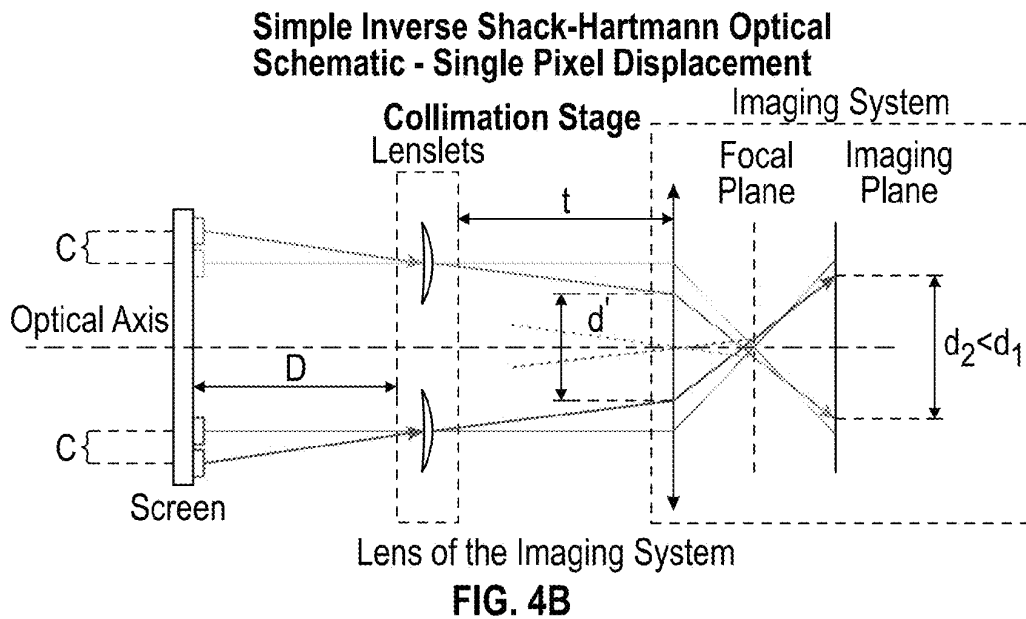 Simple Inverse Shack-Hartmann Optical
Schematic - Single Pixel Displacement
Imaging System
Collimation Stage
Lenslets
Focal
Plane
Imaging
Plane
t
C
Optical Axis
d'
d₂<d₁
D
C
Screen
Lens of the Imaging System
FIG. 4B